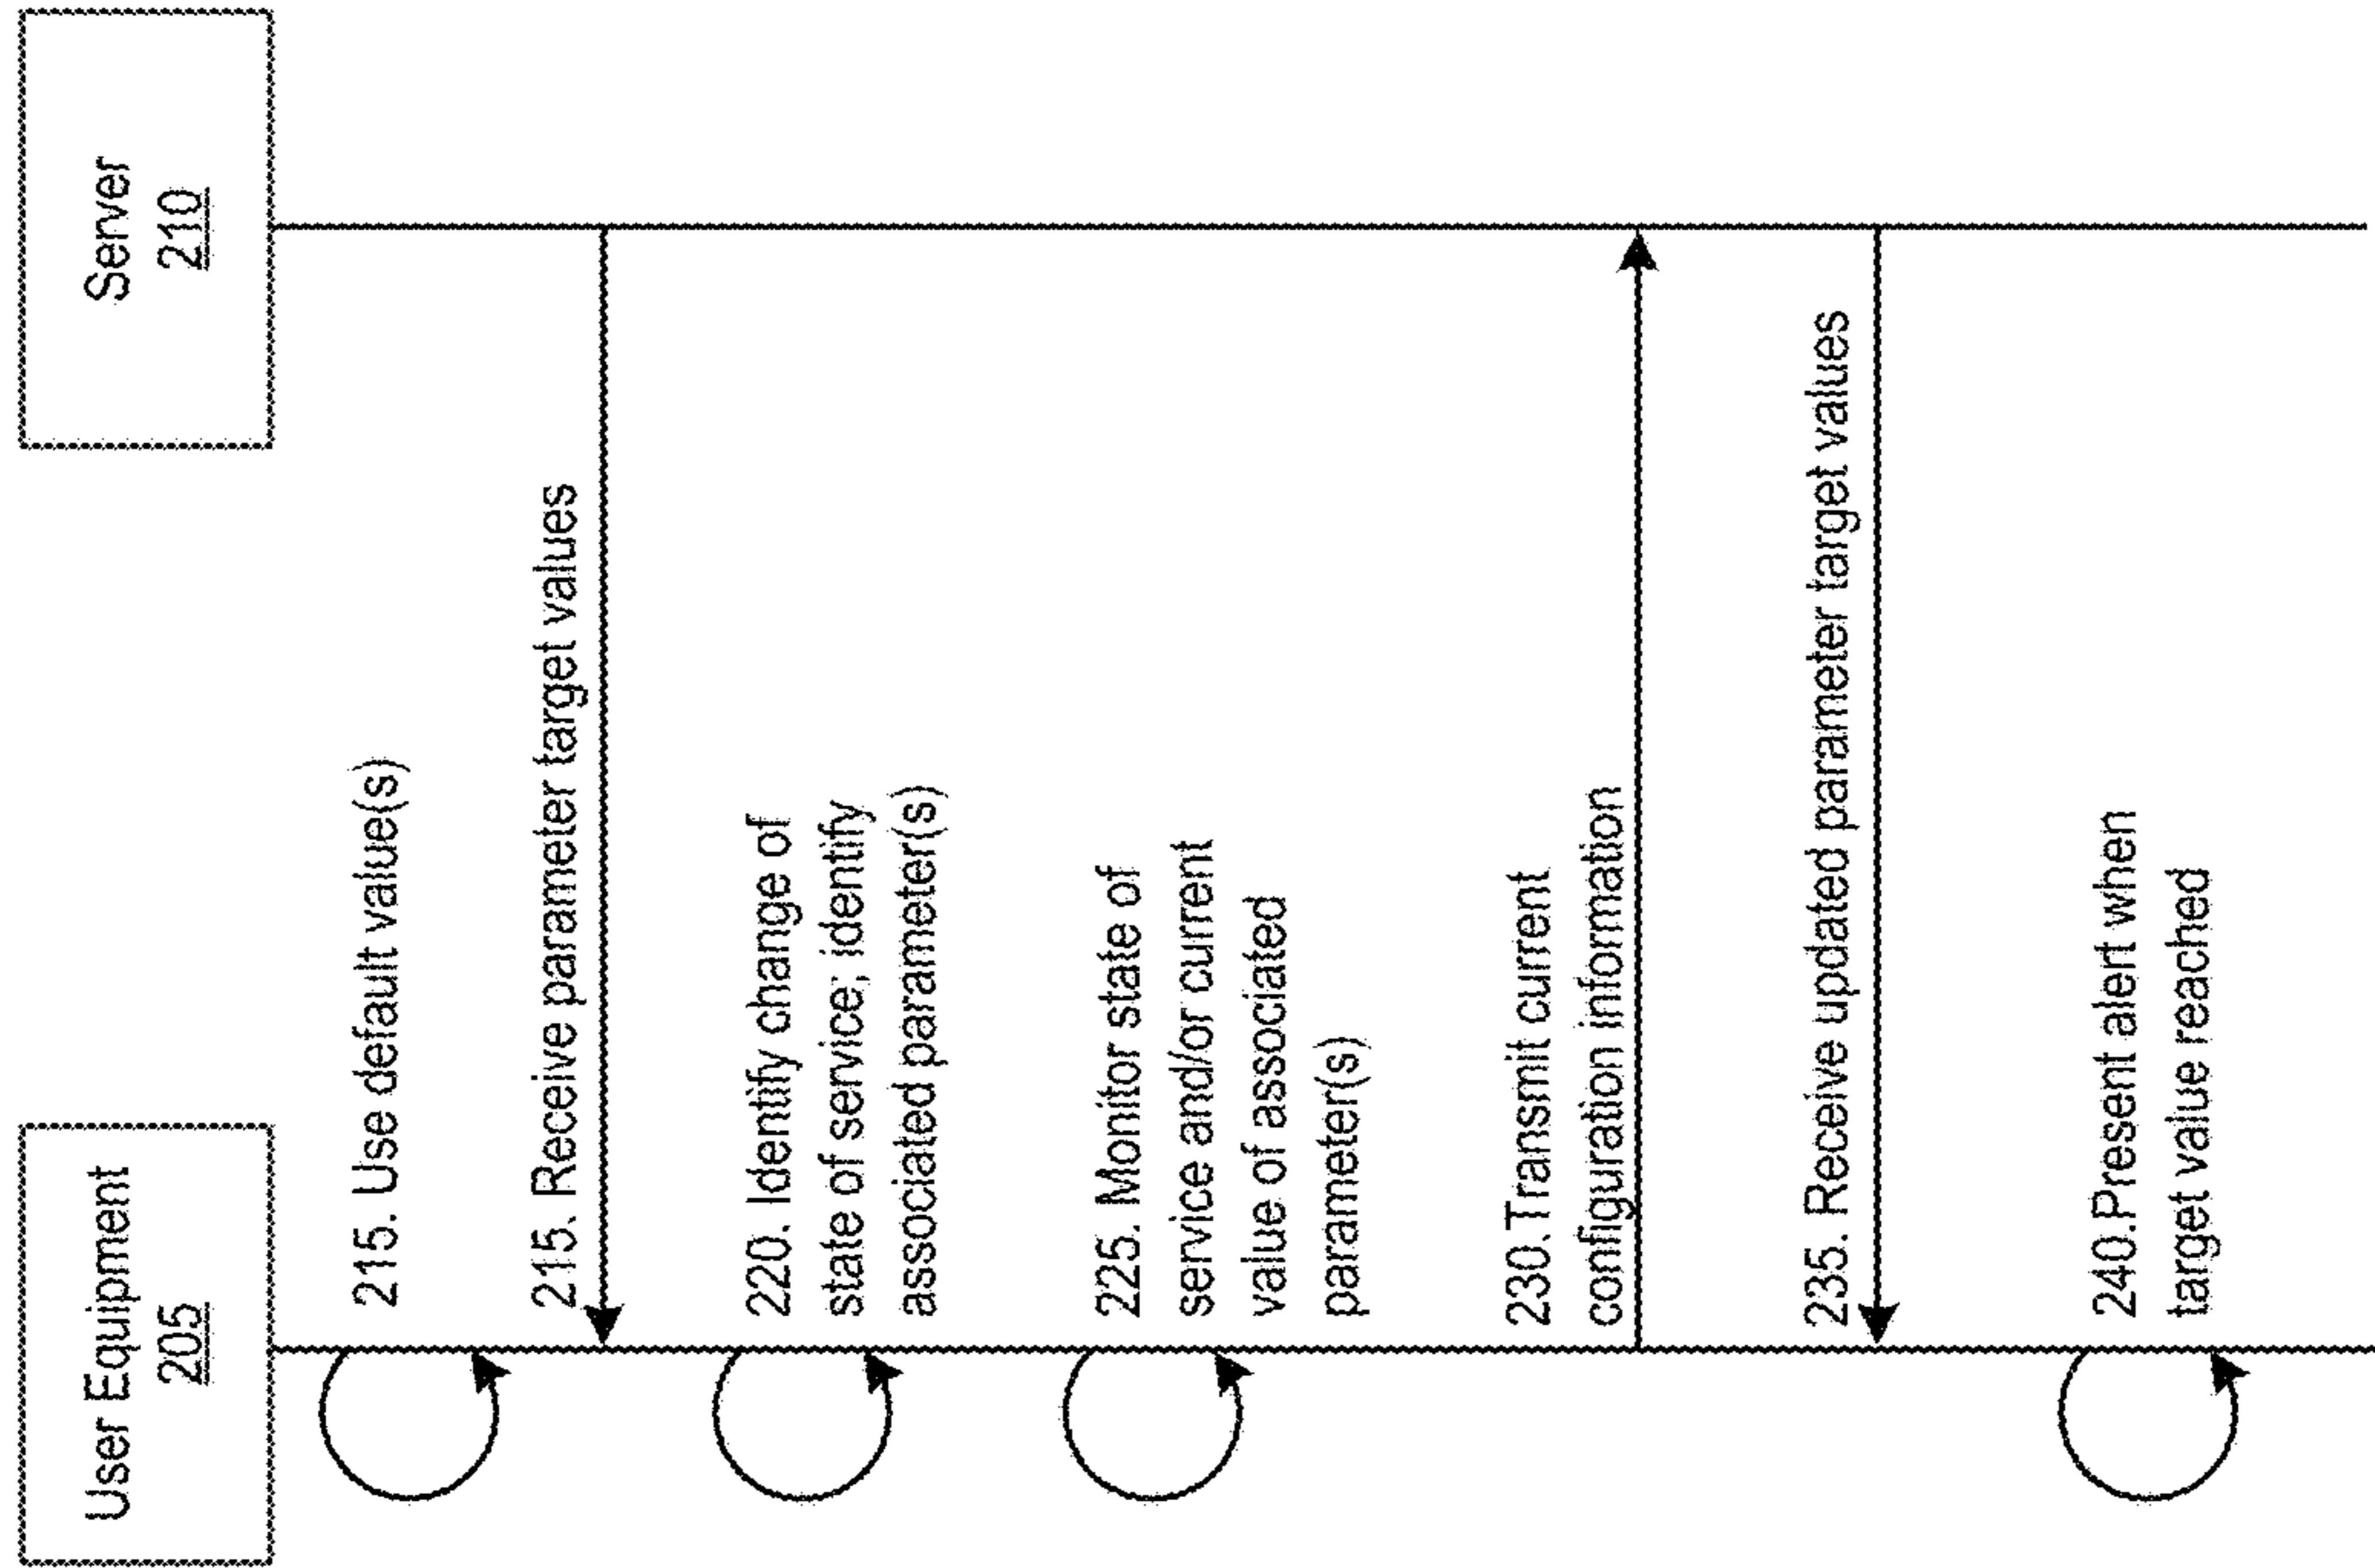 User Equipment
205
Server
210
215. Use default value(s)
215. Receive parameter target values
220. Identify change of
state of service; identify
associated parameter(s)
225. Monitor state of
service and/or current
value of associated
parameter(s)
230.Transmit current
configuration information
235. Receive updated parameter target values
240.Present alert when
target value reached